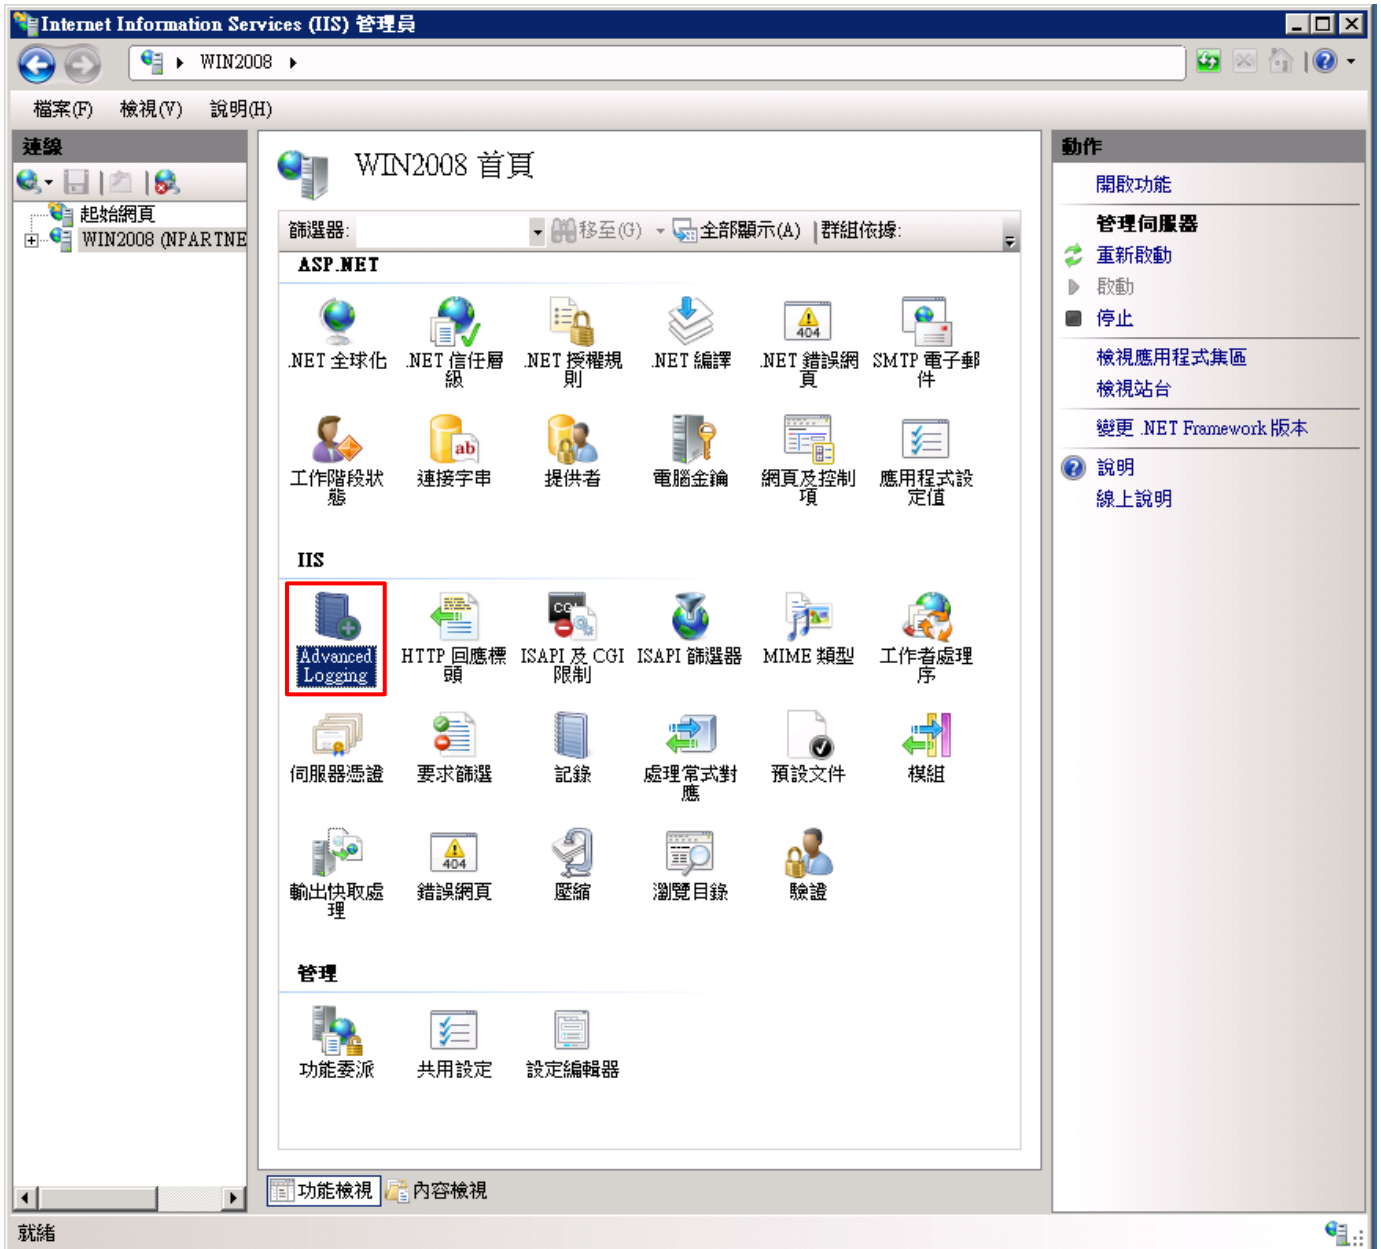 Internet Information Services (IIS) 管理員
WIN2008
檔案(F) 檢視(V) 說明(H)
連線
起始網頁
WIN2008 (NPARTNE
WIN2008 首頁
篩選器: 移至(G) 全部顯示(A) 群組依據:
ASP.NET
.NET 全球化
.NET 信任層
級
.NET 授權規
則
.NET 編譯
.NET 錯誤網
頁
SMTP 電子郵
件
工作階段狀
態
連接字串
提供者
電腦金鑰
網頁及控制
項
應用程式設
定值
IIS
Advanced
Logging
HTTP 回應標
頭
ISAPI 及 CGI
限制
ISAPI 篩選器
MIME 類型
工作者處理
序
伺服器憑證
要求篩選
記錄
處理常式對
應
預設文件
模組
輸出快取處
理
錯誤網頁
壓縮
瀏覽目錄
驗證
管理
功能委派
共用設定
設定編輯器
功能檢視 內容檢視
動作
開啟功能
管理伺服器
重新啟動
啟動
停止
檢視應用程式集區
檢視站台
變更 .NET Framework 版本
說明
線上說明
就緒
404
ab
404